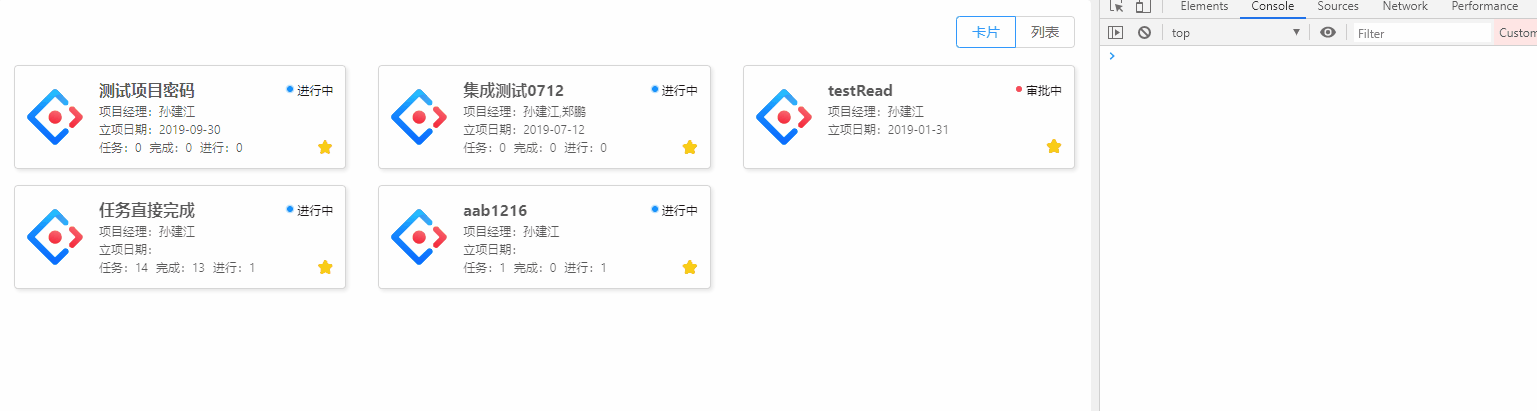 Elements Console Sources Network Performance
top Filter Custom
卡片 列表
测试项目密码 进行中
项目经理：孙建江
立项日期：2019-09-30
任务：0 完成：0 进行：0
集成测试0712 进行中
项目经理：孙建江,郑鹏
立项日期：2019-07-12
任务：0 完成：0 进行：0
testRead 审批中
项目经理：孙建江
立项日期：2019-01-31
任务直接完成 进行中
项目经理：孙建江
立项日期：
任务：14 完成：13 进行：1
aab1216 进行中
项目经理：孙建江
立项日期：
任务：1 完成：0 进行：1